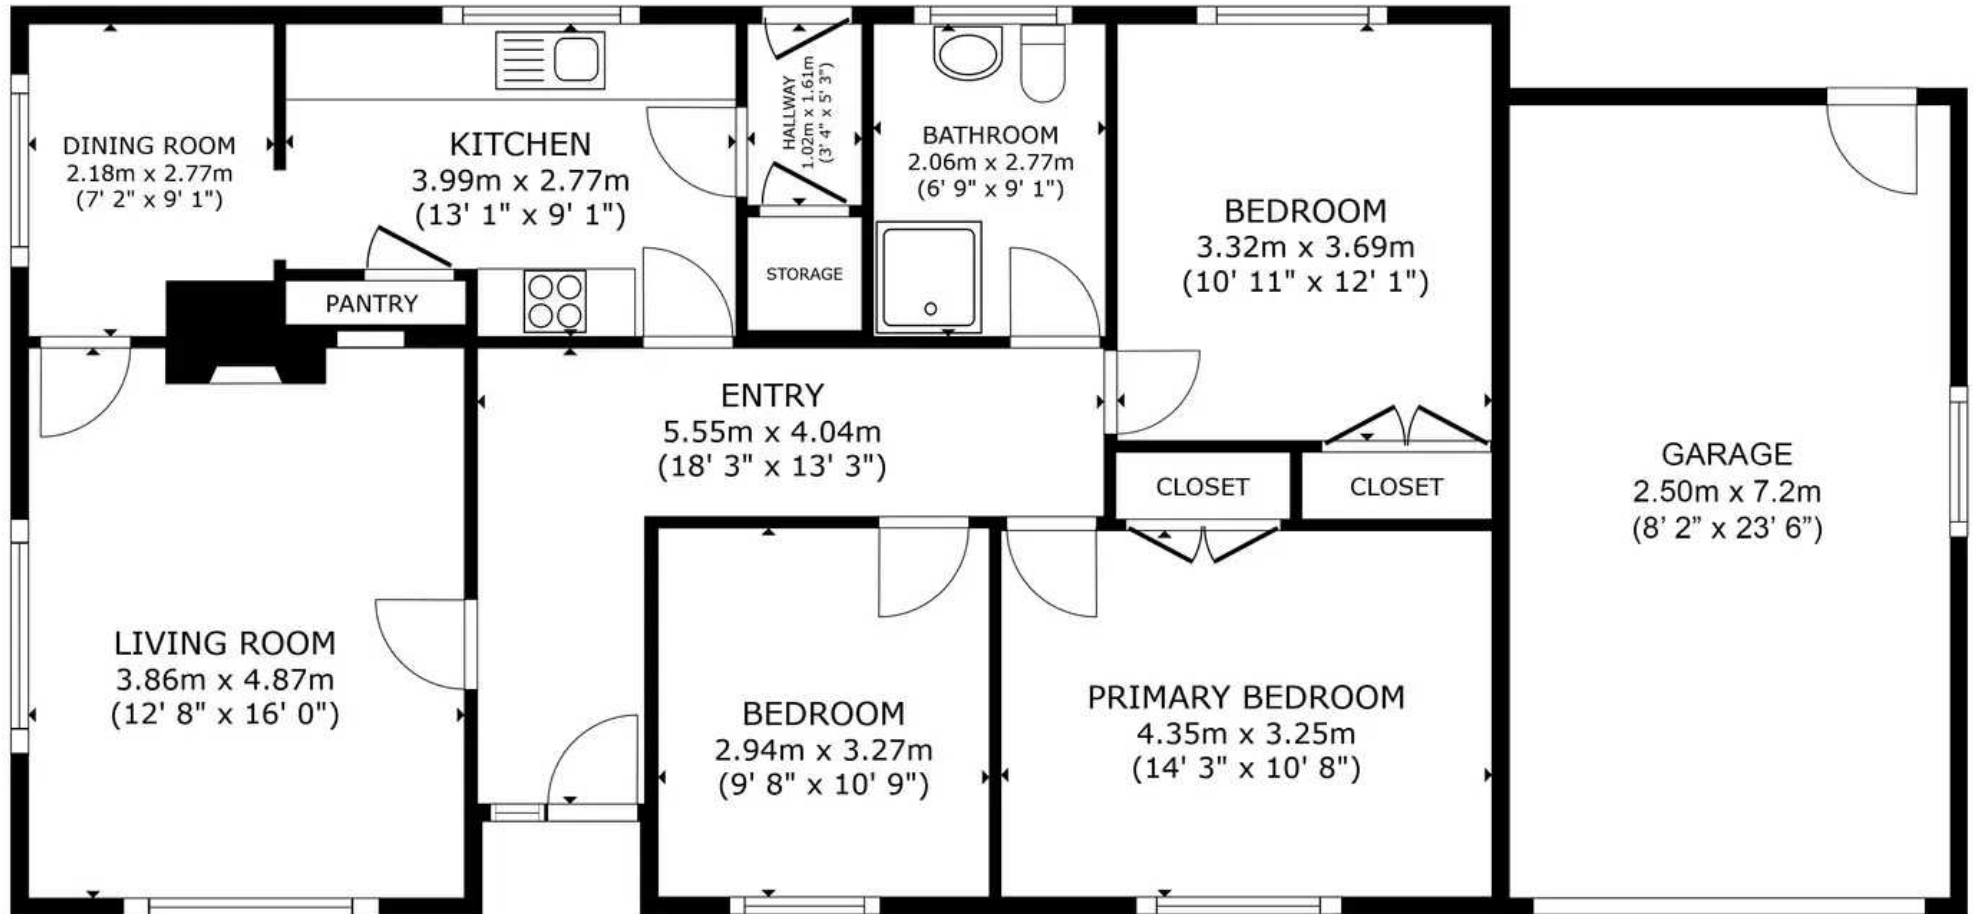 DINING ROOM
2.18m x 2.77m
(7' 2" x 9' 1")
KITCHEN
3.99m x 2.77m
(13' 1" x 9' 1")
HALLWAY
1.02m x 1.61m
(3' 4" x 5' 3")
BATHROOM
2.06m x 2.77m
(6' 9" x 9' 1")
BEDROOM
3.32m x 3.69m
(10' 11" x 12' 1")
STORAGE
PANTRY
ENTRY
5.55m x 4.04m
(18' 3" x 13' 3")
CLOSET
CLOSET
GARAGE
2.50m x 7.2m
(8’ 2” x 23’ 6”)
LIVING ROOM
3.86m x 4.87m
(12' 8" x 16' 0")
BEDROOM
2.94m x 3.27m
(9' 8" x 10' 9")
PRIMARY BEDROOM
4.35m x 3.25m
(14' 3" x 10' 8")